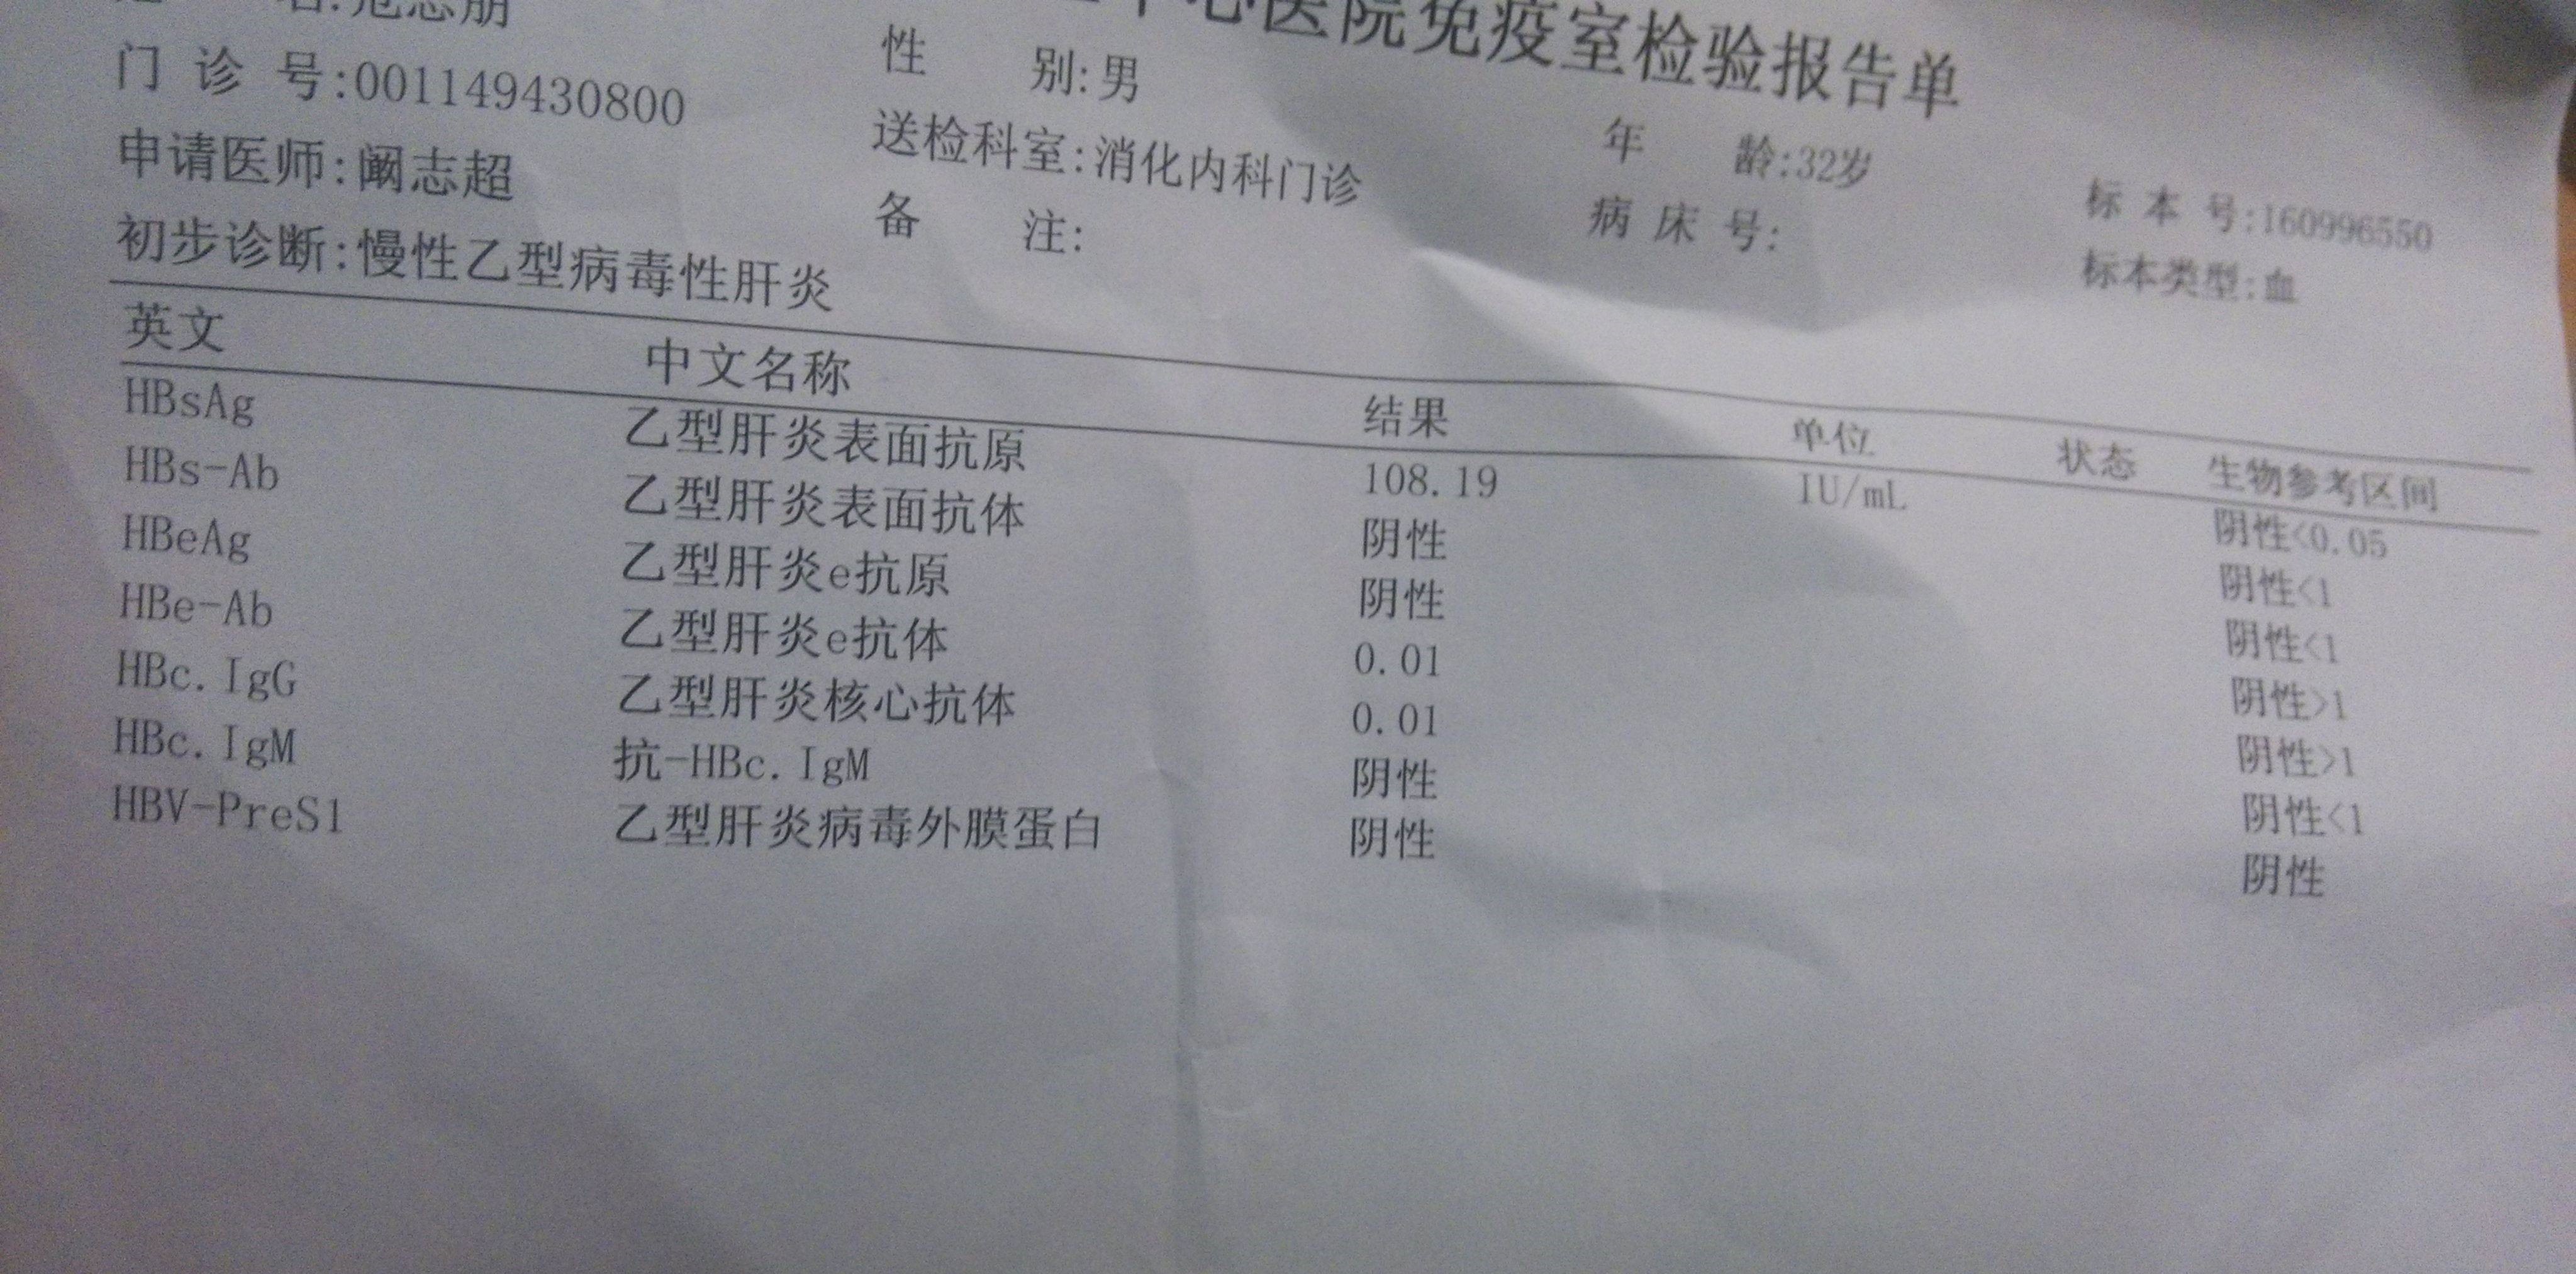 中心医院免疫室检验报告单
名:范志朋
性 别:男
年 龄:32岁
标 本 号:I60996550
门 诊 号:001149430800
送检科室:消化内科门诊
病 床 号:
标本类型:血
申请医师:阚志超
备 注:
初步诊断:慢性乙型病毒性肝炎
英文 中文名称 结果 单位 状态 生物参考区间
HBsAg 乙型肝炎表面抗原 108.19 IU/mL 阴性<0.05
HBs-Ab 乙型肝炎表面抗体 阴性 阴性<1
HBeAg 乙型肝炎e抗原 阴性 阴性<1
HBe-Ab 乙型肝炎e抗体 0.01 阴性>1
HBc.IgG 乙型肝炎核心抗体 0.01 阴性>1
HBc.IgM 抗-HBc.IgM 阴性 阴性<1
HBV-PreS1 乙型肝炎病毒外膜蛋白 阴性 阴性